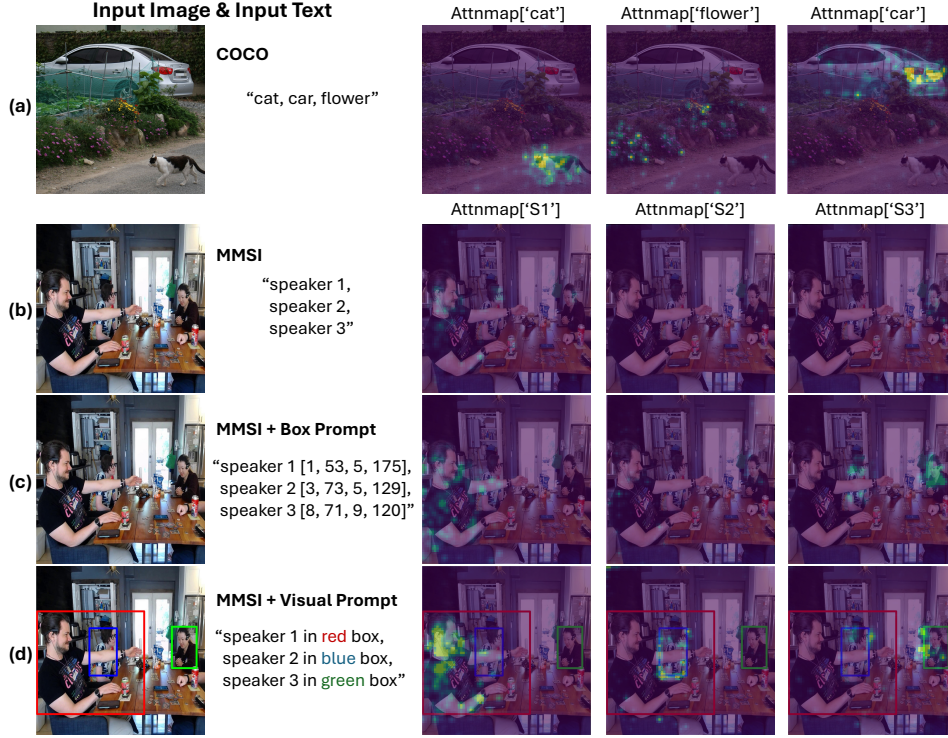 Input Image & Input Text
Attnmap['cat']
Attnmap['flower']
Attnmap['car']
(a)
COCO
"cat, car, flower"
Attnmap['S1']
Attnmap['S2']
Attnmap['S3']
(b)
MMSI
"speaker 1,
speaker 2,
speaker 3"
(c)
MMSI + Box Prompt
"speaker 1 [1, 53, 5, 175],
speaker 2 [3, 73, 5, 129],
speaker 3 [8, 71, 9, 120]"
(d)
MMSI + Visual Prompt
"speaker 1 in red box,
speaker 2 in blue box,
speaker 3 in green box"